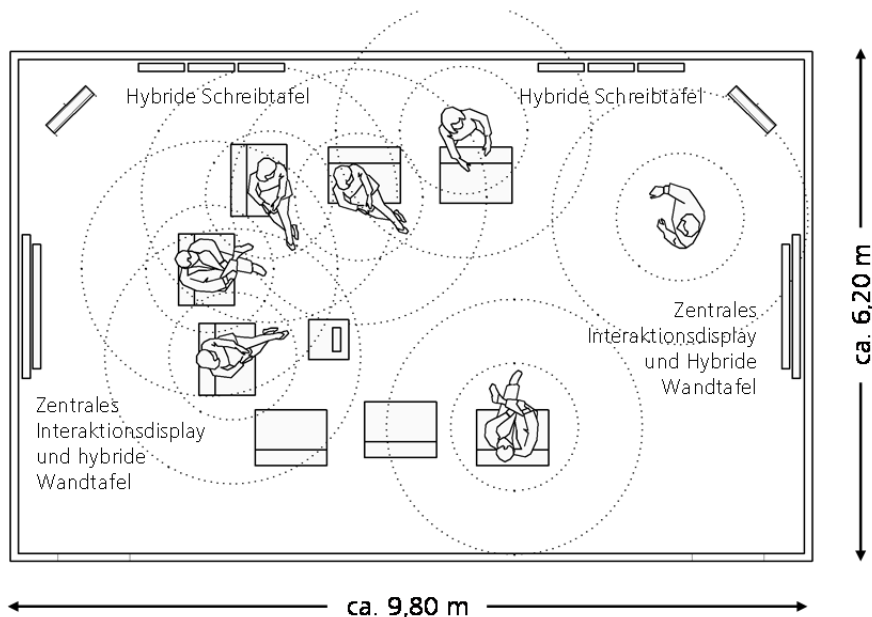 Hybride Schreibtafel
Hybride Schreibtafel
Zentrales
Interaktionsdisplay
und Hybride
Wandtafel
Zentrales
Interaktionsdisplay
und hybride
Wandtafel
ca. 6,20 m
ca. 9,80 m